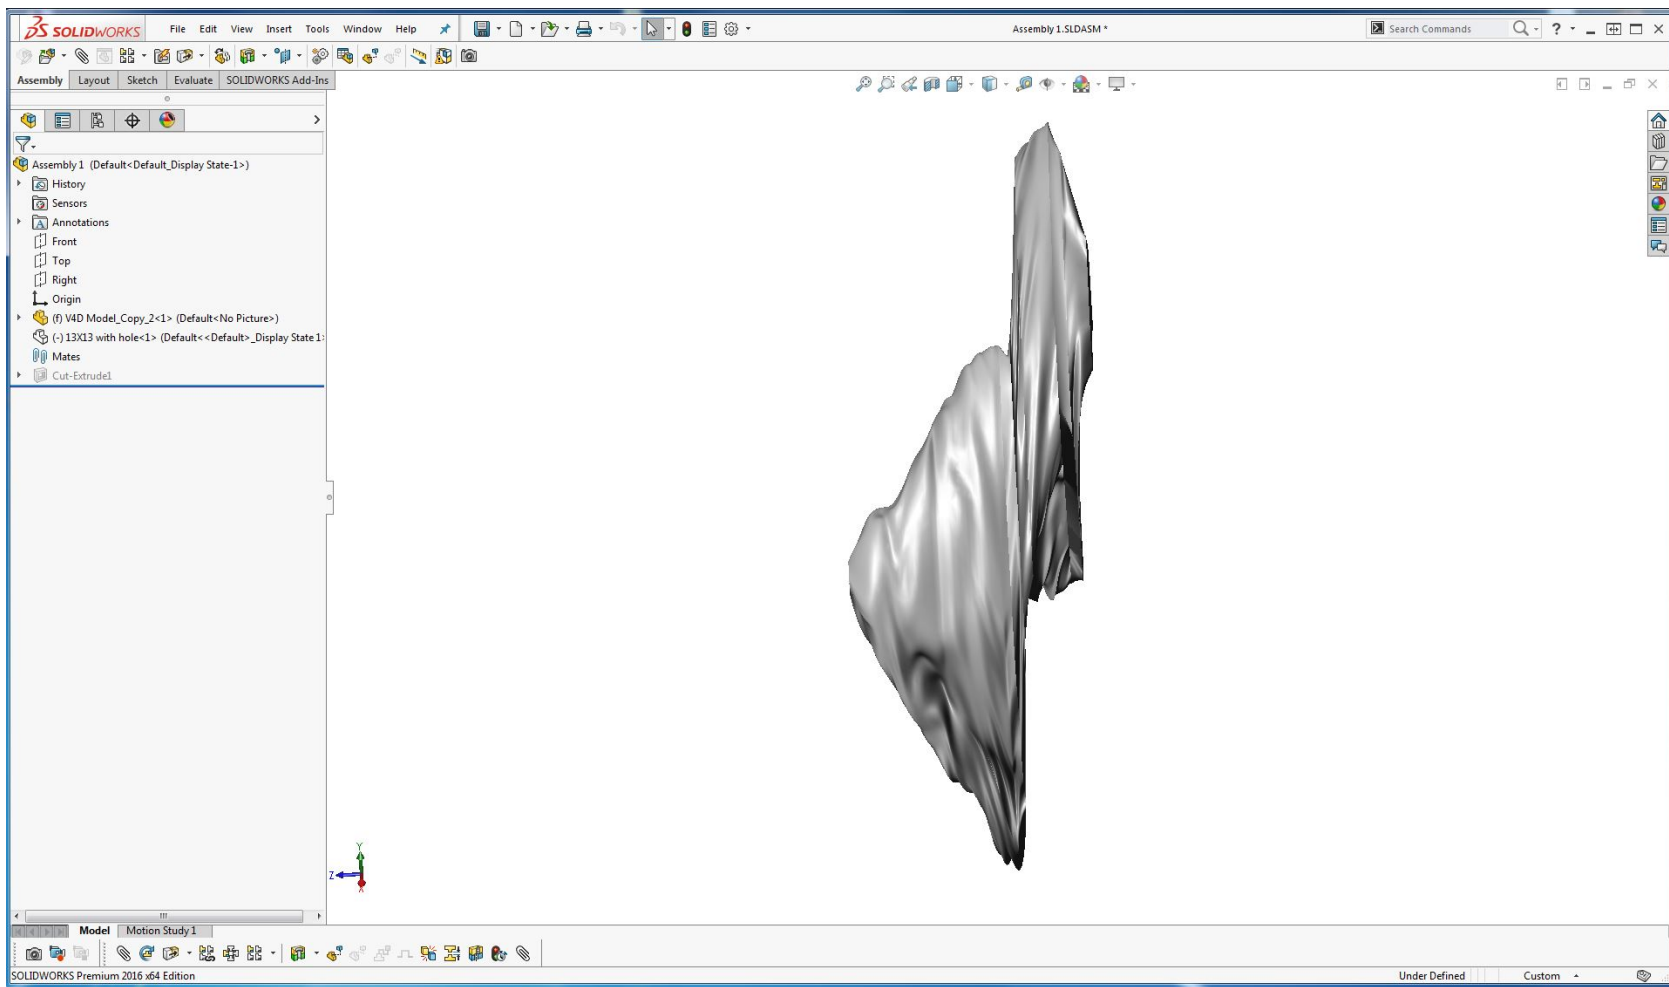 SOLIDWORKS File Edit View Insert Tools Window Help Assembly 1.SLDASM * Search Commands
Assembly Layout Sketch Evaluate SOLIDWORKS Add-Ins
Assembly 1 (Default<Default_Display State-1>)
History
Sensors
A Annotations
Front
Top
Right
Origin
(f) V4D Model_Copy_2<1> (Default<No Picture>)
(-) 13X13 with hole<1> (Default<<Default>_Display State 1>
Mates
Cut-Extrude1
Y
Z
X
Model Motion Study 1
SOLIDWORKS Premium 2016 x64 Edition Under Defined Custom